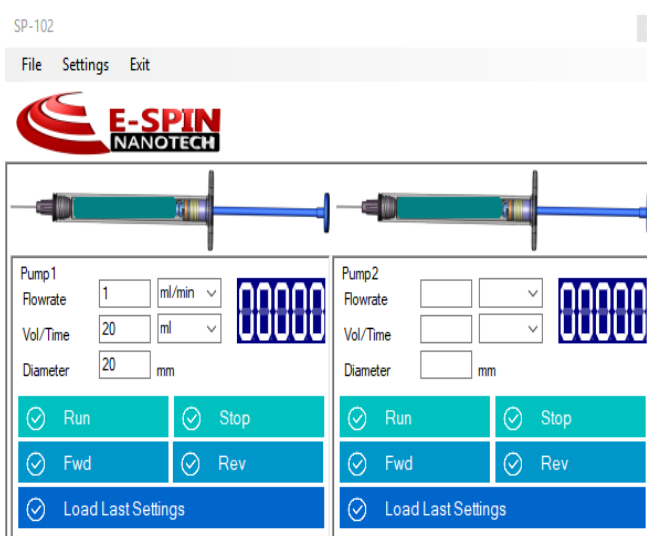 SP-102
File Settings Exit
E-SPIN
NANOTECH
Pump1
Flowrate 1 ml/min 00000
Vol/Time 20 ml
Diameter 20 mm
Run Stop
Fwd Rev
Load Last Settings
Pump2
Flowrate 00000
Vol/Time
Diameter mm
Run Stop
Fwd Rev
Load Last Settings